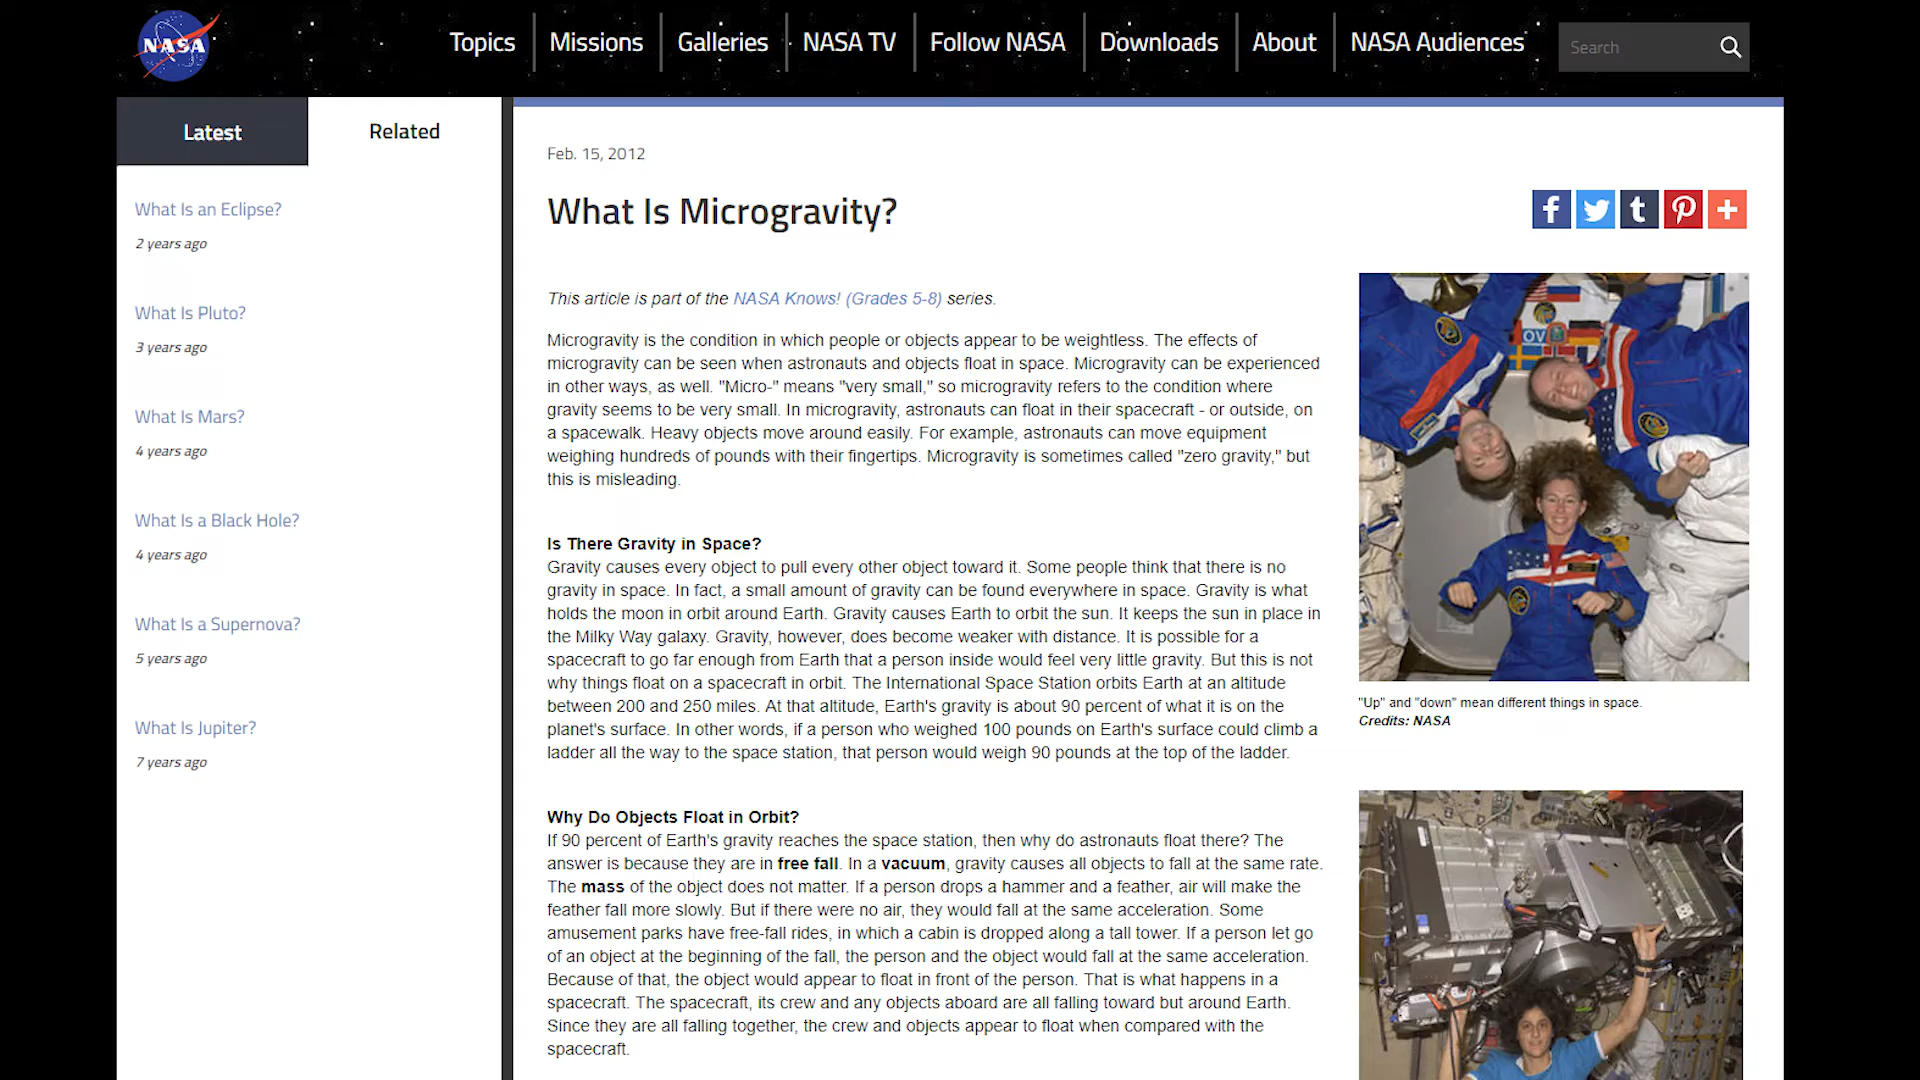 NASA
Topics
Missions
Galleries
NASA TV
Follow NASA
Downloads
About
NASA Audiences
Search
Latest
Related
What Is an Eclipse?
2 years ago
What Is Pluto?
3 years ago
What Is Mars?
4 years ago
What Is a Black Hole?
4 years ago
What Is a Supernova?
5 years ago
What Is Jupiter?
7 years ago
Feb. 15, 2012
What Is Microgravity?
This article is part of the NASA Knows! (Grades 5-8) series.
Microgravity is the condition in which people or objects appear to be weightless. The effects of
microgravity can be seen when astronauts and objects float in space. Microgravity can be experienced
in other ways, as well. "Micro-" means "very small," so microgravity refers to the condition where
gravity seems to be very small. In microgravity, astronauts can float in their spacecraft - or outside, on
a spacewalk. Heavy objects move around easily. For example, astronauts can move equipment
weighing hundreds of pounds with their fingertips. Microgravity is sometimes called "zero gravity," but
this is misleading.
Is There Gravity in Space?
Gravity causes every object to pull every other object toward it. Some people think that there is no
gravity in space. In fact, a small amount of gravity can be found everywhere in space. Gravity is what
holds the moon in orbit around Earth. Gravity causes Earth to orbit the sun. It keeps the sun in place in
the Milky Way galaxy. Gravity, however, does become weaker with distance. It is possible for a
spacecraft to go far enough from Earth that a person inside would feel very little gravity. But this is not
why things float on a spacecraft in orbit. The International Space Station orbits Earth at an altitude
between 200 and 250 miles. At that altitude, Earth's gravity is about 90 percent of what it is on the
planet's surface. In other words, if a person who weighed 100 pounds on Earth's surface could climb a
ladder all the way to the space station, that person would weigh 90 pounds at the top of the ladder.
Why Do Objects Float in Orbit?
If 90 percent of Earth's gravity reaches the space station, then why do astronauts float there? The
answer is because they are in free fall. In a vacuum, gravity causes all objects to fall at the same rate.
The mass of the object does not matter. If a person drops a hammer and a feather, air will make the
feather fall more slowly. But if there were no air, they would fall at the same acceleration. Some
amusement parks have free-fall rides, in which a cabin is dropped along a tall tower. If a person let go
of an object at the beginning of the fall, the person and the object would fall at the same acceleration.
Because of that, the object would appear to float in front of the person. That is what happens in a
spacecraft. The spacecraft, its crew and any objects aboard are all falling toward but around Earth.
Since they are all falling together, the crew and objects appear to float when compared with the
spacecraft.
OV
"Up" and "down" mean different things in space.
Credits: NASA